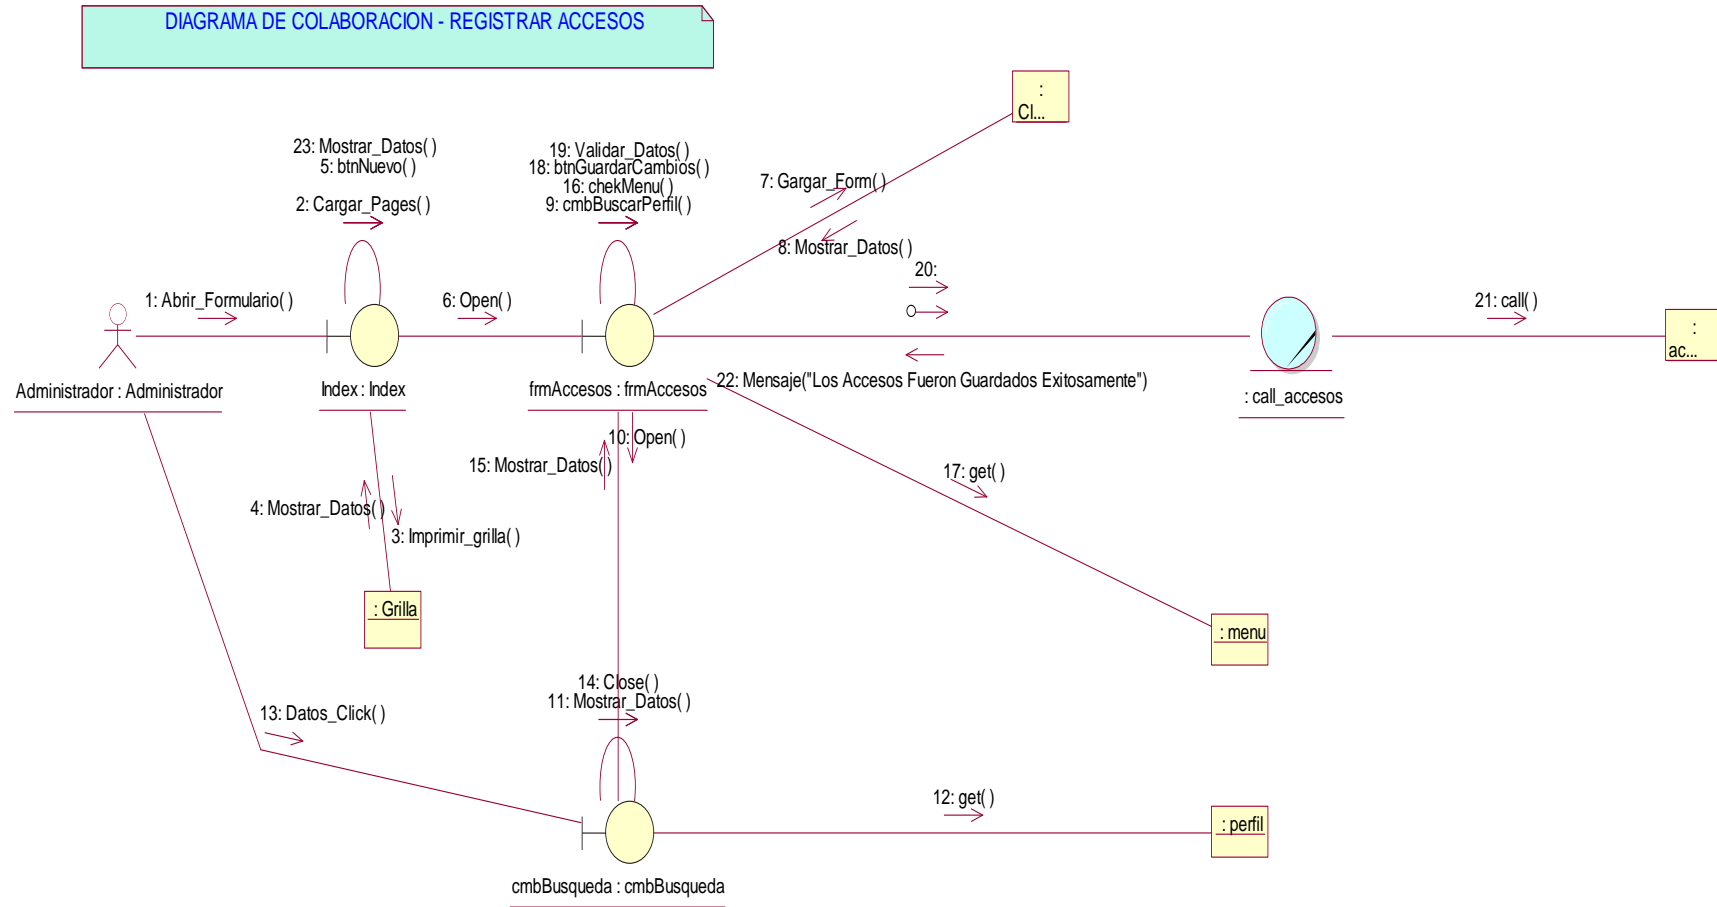 DIAGRAMA DE COLABORACION - REGISTRAR ACCESOS
:
Cl...
23: Mostrar_Datos( )
5: btnNuevo( )
2: Cargar_Pages( )
19: Validar_Datos( )
18: btnGuardarCambios( )
16: chekMenu( )
9: cmbBuscarPerfil( )
7: Gargar_Form( )
8: Mostrar_Datos( )
20:
1: Abrir_Formulario( )
6: Open( )
21: call( )
:
ac...
Administrador : Administrador
Index : Index
frmAccesos : frmAccesos
22: Mensaje("Los Accesos Fueron Guardados Exitosamente")
: call_accesos
10: Open( )
15: Mostrar_Datos( )
17: get( )
4: Mostrar_Datos( )
3: Imprimir_grilla( )
: Grilla
: menu
14: Close( )
11: Mostrar_Datos( )
13: Datos_Click( )
12: get( )
: perfil
cmbBusqueda : cmbBusqueda